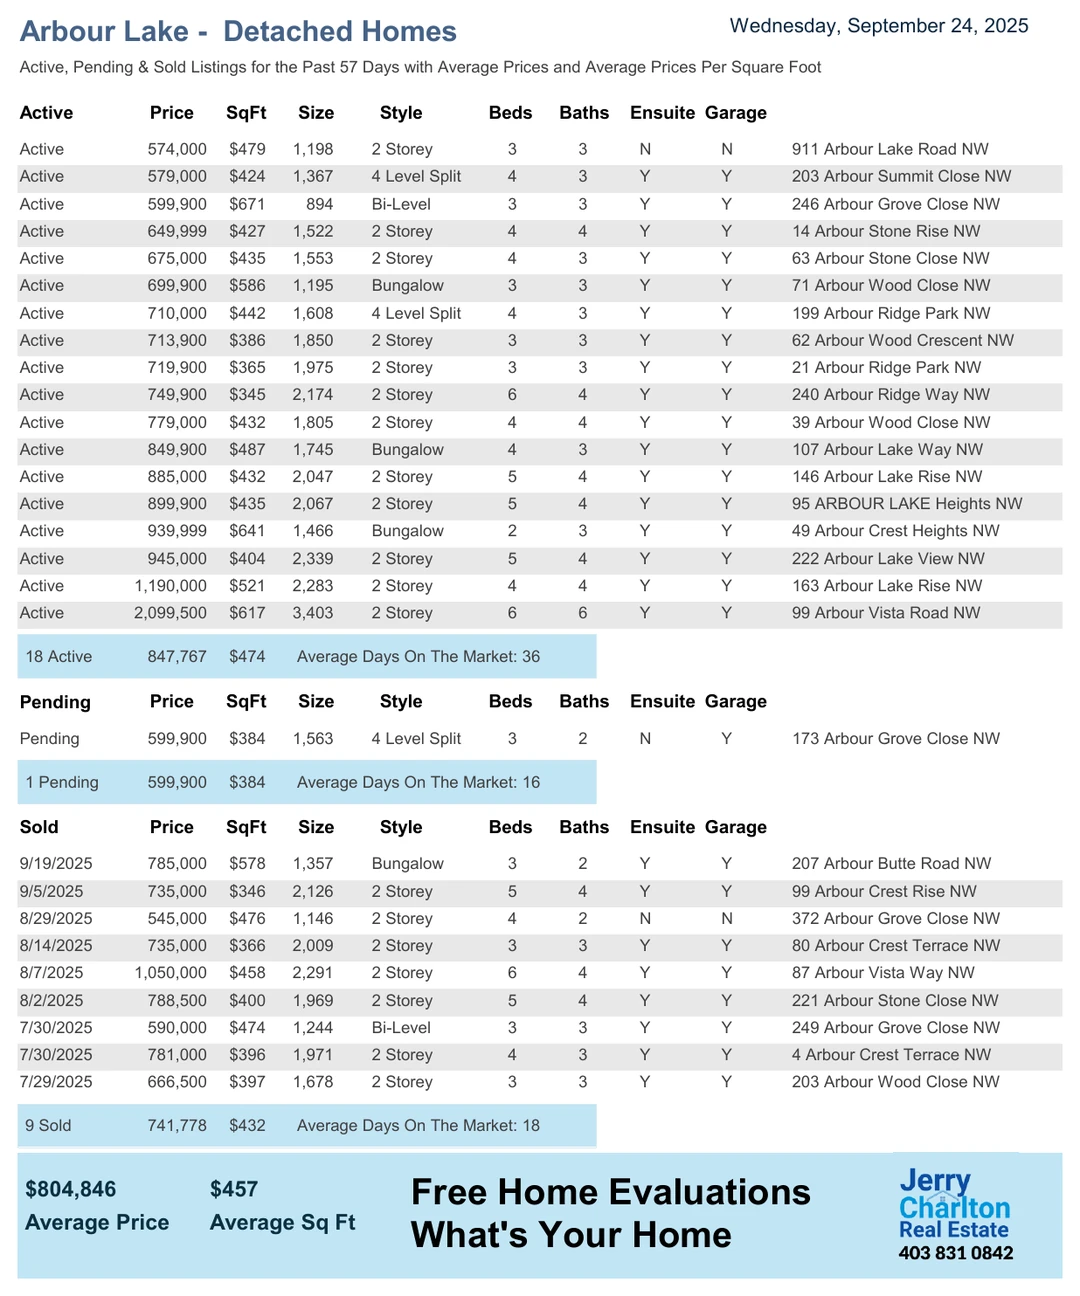 Arbour Lake - Detached Homes
Wednesday, September 24, 2025
Active, Pending & Sold Listings for the Past 57 Days with Average Prices and Average Prices Per Square Foot
Active Price SqFt Size Style Beds Baths Ensuite Garage
Active 574,000 $479 1,198 2 Storey 3 3 N N 911 Arbour Lake Road NW
Active 579,000 $424 1,367 4 Level Split 4 3 Y Y 203 Arbour Summit Close NW
Active 599,900 $671 894 Bi-Level 3 3 Y Y 246 Arbour Grove Close NW
Active 649,999 $427 1,522 2 Storey 4 4 Y Y 14 Arbour Stone Rise NW
Active 675,000 $435 1,553 2 Storey 4 3 Y Y 63 Arbour Stone Close NW
Active 699,900 $586 1,195 Bungalow 3 3 Y Y 71 Arbour Wood Close NW
Active 710,000 $442 1,608 4 Level Split 4 3 Y Y 199 Arbour Ridge Park NW
Active 713,900 $386 1,850 2 Storey 3 3 Y Y 62 Arbour Wood Crescent NW
Active 719,900 $365 1,975 2 Storey 3 3 Y Y 21 Arbour Ridge Park NW
Active 749,900 $345 2,174 2 Storey 6 4 Y Y 240 Arbour Ridge Way NW
Active 779,000 $432 1,805 2 Storey 4 4 Y Y 39 Arbour Wood Close NW
Active 849,900 $487 1,745 Bungalow 4 3 Y Y 107 Arbour Lake Way NW
Active 885,000 $432 2,047 2 Storey 5 4 Y Y 146 Arbour Lake Rise NW
Active 899,900 $435 2,067 2 Storey 5 4 Y Y 95 ARBOUR LAKE Heights NW
Active 939,999 $641 1,466 Bungalow 2 3 Y Y 49 Arbour Crest Heights NW
Active 945,000 $404 2,339 2 Storey 5 4 Y Y 222 Arbour Lake View NW
Active 1,190,000 $521 2,283 2 Storey 4 4 Y Y 163 Arbour Lake Rise NW
Active 2,099,500 $617 3,403 2 Storey 6 6 Y Y 99 Arbour Vista Road NW
18 Active 847,767 $474 Average Days On The Market: 36
Pending Price SqFt Size Style Beds Baths Ensuite Garage
Pending 599,900 $384 1,563 4 Level Split 3 2 N Y 173 Arbour Grove Close NW
1 Pending 599,900 $384 Average Days On The Market: 16
Sold Price SqFt Size Style Beds Baths Ensuite Garage
9/19/2025 785,000 $578 1,357 Bungalow 3 2 Y Y 207 Arbour Butte Road NW
9/5/2025 735,000 $346 2,126 2 Storey 5 4 Y Y 99 Arbour Crest Rise NW
8/29/2025 545,000 $476 1,146 2 Storey 4 2 N N 372 Arbour Grove Close NW
8/14/2025 735,000 $366 2,009 2 Storey 3 3 Y Y 80 Arbour Crest Terrace NW
8/7/2025 1,050,000 $458 2,291 2 Storey 6 4 Y Y 87 Arbour Vista Way NW
8/2/2025 788,500 $400 1,969 2 Storey 5 4 Y Y 221 Arbour Stone Close NW
7/30/2025 590,000 $474 1,244 Bi-Level 3 3 Y Y 249 Arbour Grove Close NW
7/30/2025 781,000 $396 1,971 2 Storey 4 3 Y Y 4 Arbour Crest Terrace NW
7/29/2025 666,500 $397 1,678 2 Storey 3 3 Y Y 203 Arbour Wood Close NW
9 Sold 741,778 $432 Average Days On The Market: 18
$804,846 $457
Average Price Average Sq Ft
Free Home Evaluations
What's Your Home
Jerry
Charlton
Real Estate
403 831 0842